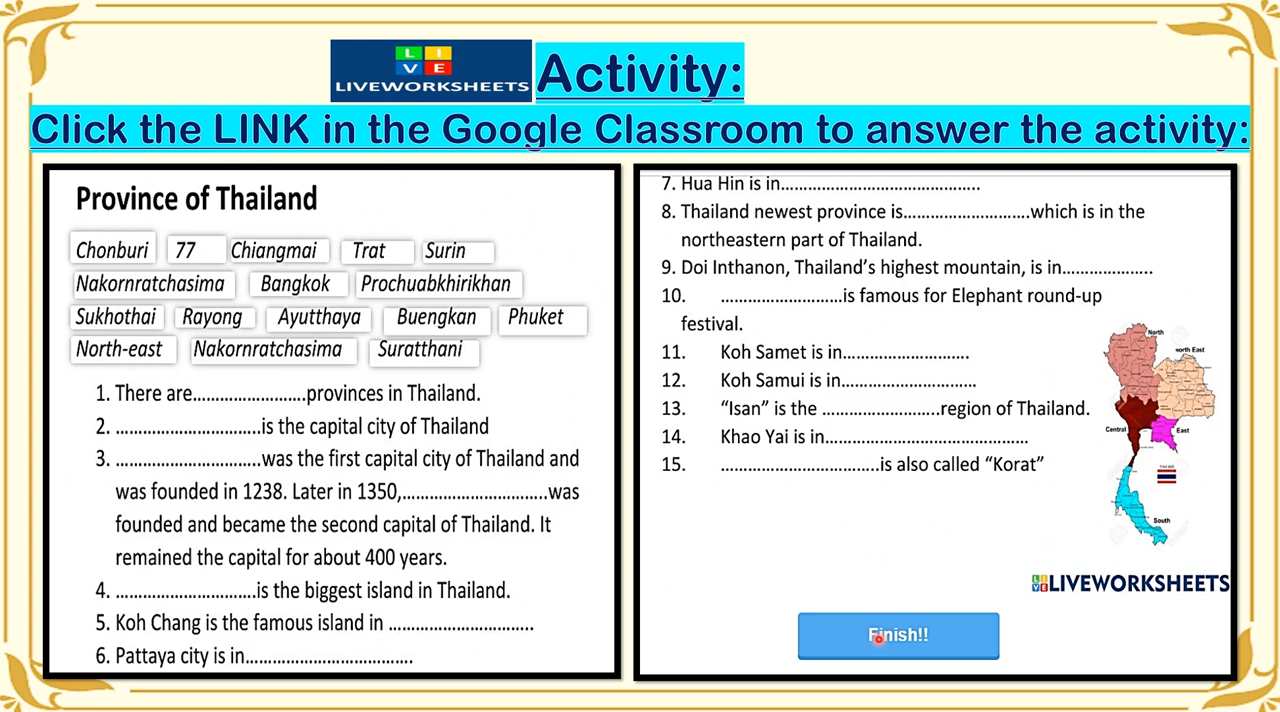 L I
V E
LIVEWORKSHEETS
Activity:
Click the LINK in the Google Classroom to answer the activity:
Province of Thailand
Chonburi 77 Chiangmai Trat Surin
Nakornratchasima Bangkok Prochuabkhirikhan
Sukhothai Rayong Ayutthaya Buengkan Phuket
North-east Nakornratchasima Suratthani
1. There are……………………..provinces in Thailand.
2. …………………………..is the capital city of Thailand
3. …………………………..was the first capital city of Thailand and
was founded in 1238. Later in 1350,…………………………..was
founded and became the second capital of Thailand. It
remained the capital for about 400 years.
4. ………………………….is the biggest island in Thailand.
5. Koh Chang is the famous island in …………………………..
6. Pattaya city is in……………………………….
7. Hua Hin is in……………………………………..
8. Thailand newest province is……………………….which is in the
northeastern part of Thailand.
9. Doi Inthanon, Thailand’s highest mountain, is in………………..
10. ………………………is famous for Elephant round-up
festival.
11. Koh Samet is in……………………….
12. Koh Samui is in…………………………
13. “Isan” is the ……………………..region of Thailand.
14. Khao Yai is in………………………………………
15. ……………………………..is also called “Korat”
North
North East
Central
East
South
LIVEWORKSHEETS
Finish!!